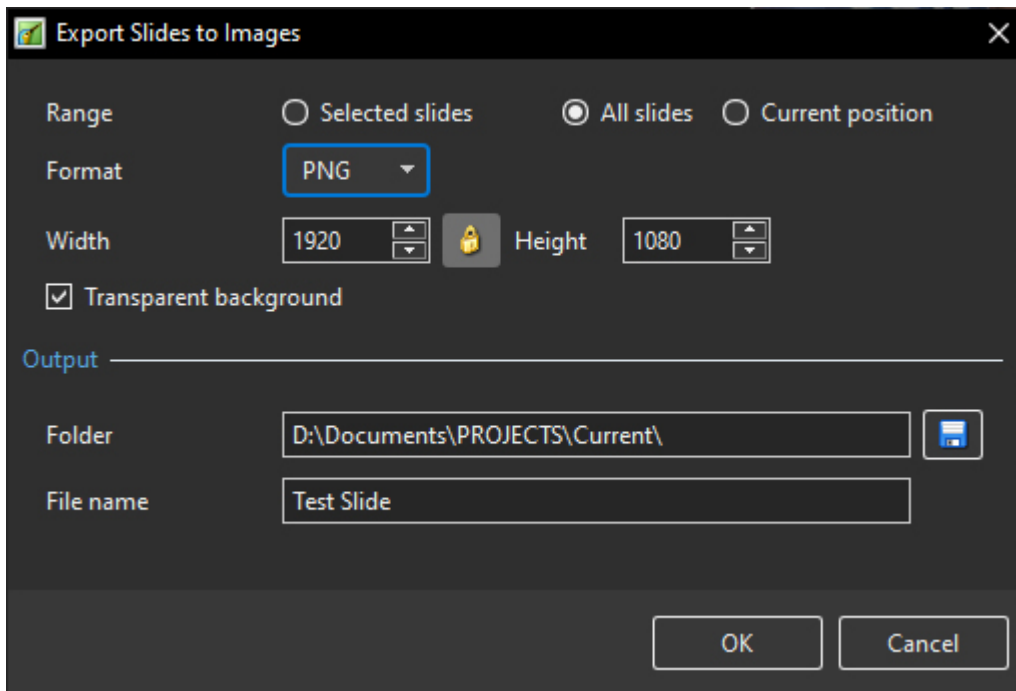 Export Slides to Images
Range Selected slides All slides Current position
Format PNG
Width 1920 Height 1080
Transparent background
Output
Folder D:\Documents\PROJECTS\Current\
File name Test Slide
OK Cancel